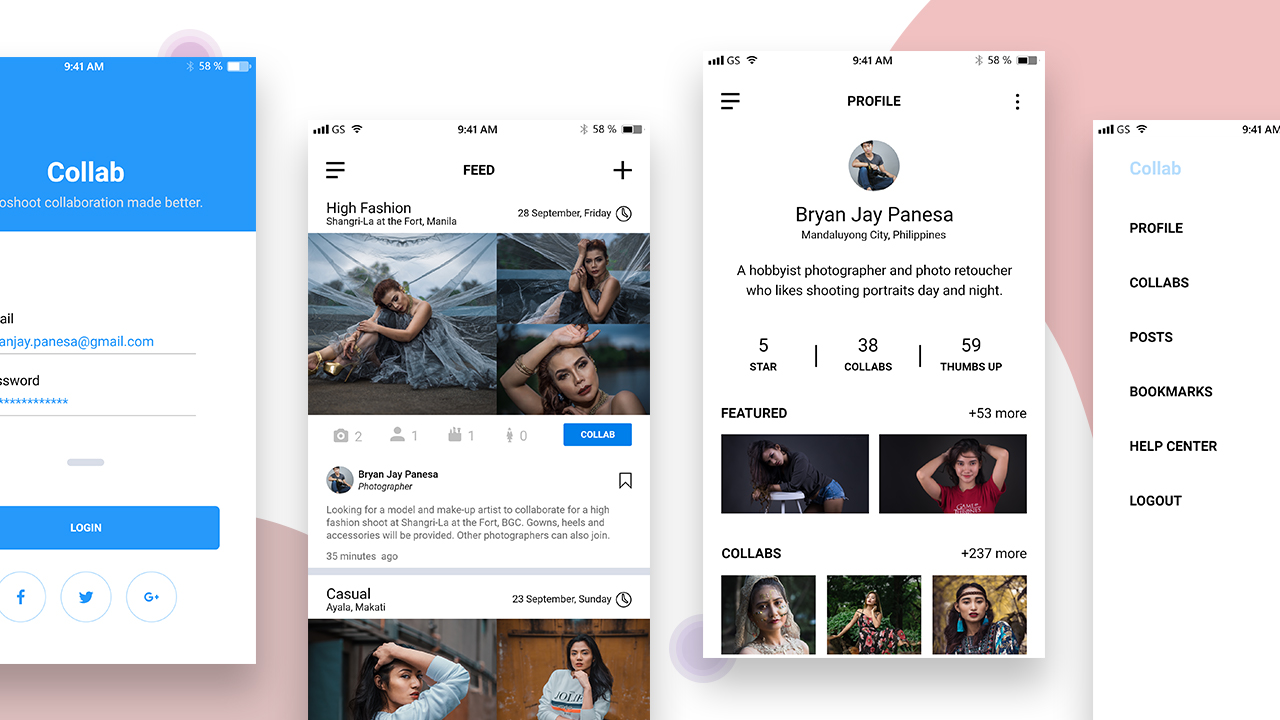 9:41 AM 58 %
Collab
oshoot collaboration made better.
ail
anjay.panesa@gmail.com
ssword
************
LOGIN
G+
GS 9:41 AM 58 %
FEED
High Fashion
Shangri-La at the Fort, Manila
28 September, Friday
2 1 1 0 COLLAB
Bryan Jay Panesa
Photographer
Looking for a model and make-up artist to collaborate for a high
fashion shoot at Shangri-La at the Fort, BGC. Gowns, heels and
accessories will be provided. Other photographers can also join.
35 minutes ago
Casual
Ayala, Makati
23 September, Sunday
JOLIE
GS 9:41 AM 58 %
PROFILE
Bryan Jay Panesa
Mandaluyong City, Philippines
A hobbyist photographer and photo retoucher
who likes shooting portraits day and night.
5 38 59
STAR COLLABS THUMBS UP
FEATURED +53 more
GAME OF
THRONES
COLLABS +237 more
GS 9:41 AM
Collab
PROFILE
COLLABS
POSTS
BOOKMARKS
HELP CENTER
LOGOUT